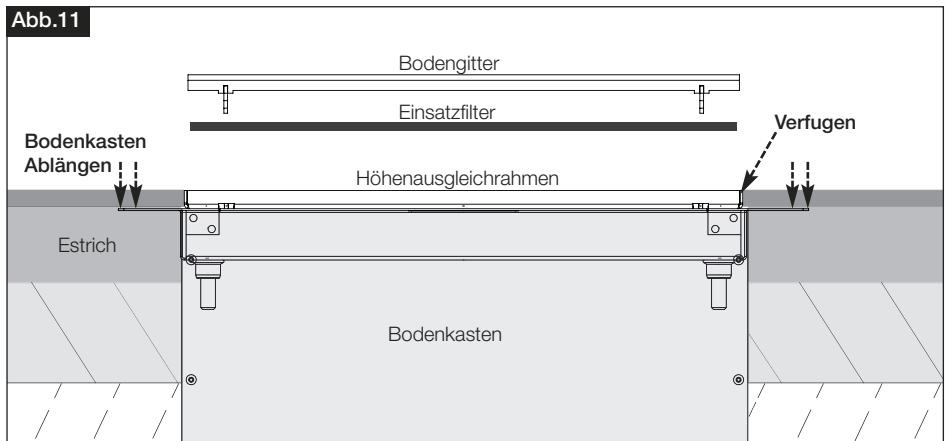 Abb.11
Bodengitter
Einsatzfilter
Verfugen
Bodenkasten
Ablängen
Höhenausgleichrahmen
Estrich
Bodenkasten